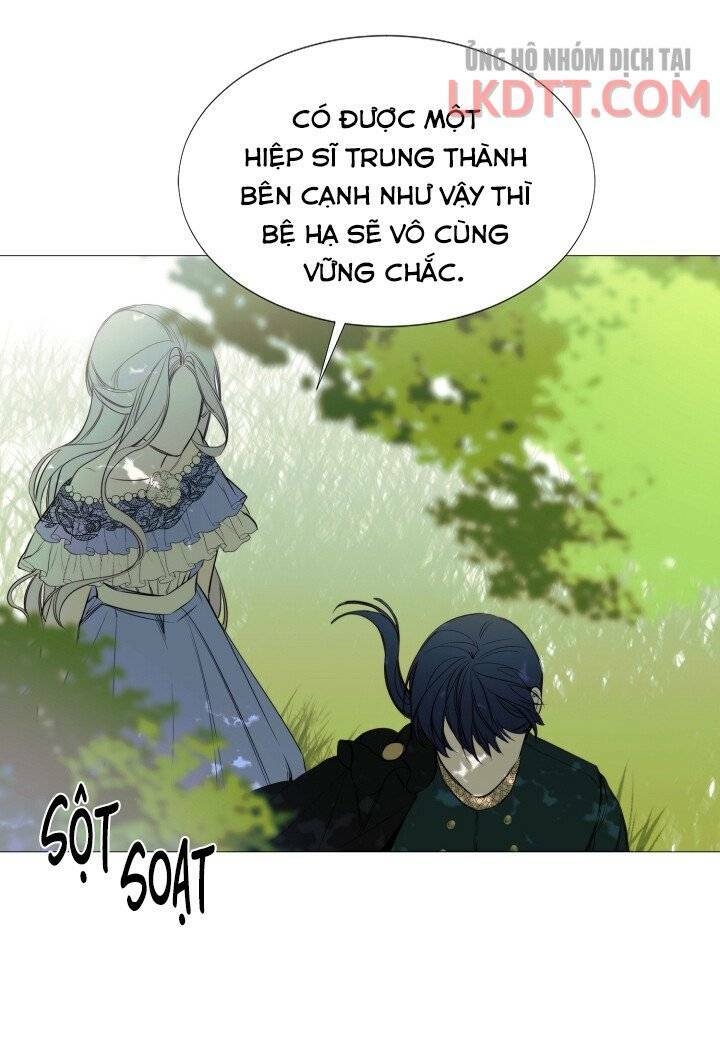 ỦNG HỘ NHÓM DỊCH TẠI
LKDTT.COM
CÓ ĐƯỢC MỘT
HIỆP SĨ TRUNG THÀNH
BÊN CẠNH NHƯ VẬY THÌ
BỆ HẠ SẼ VÔ CÙNG
VỮNG CHẮC.
SỘT
SOẠT